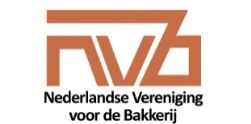 nvb
Nederlandse Vereniging
voor de Bakkerij